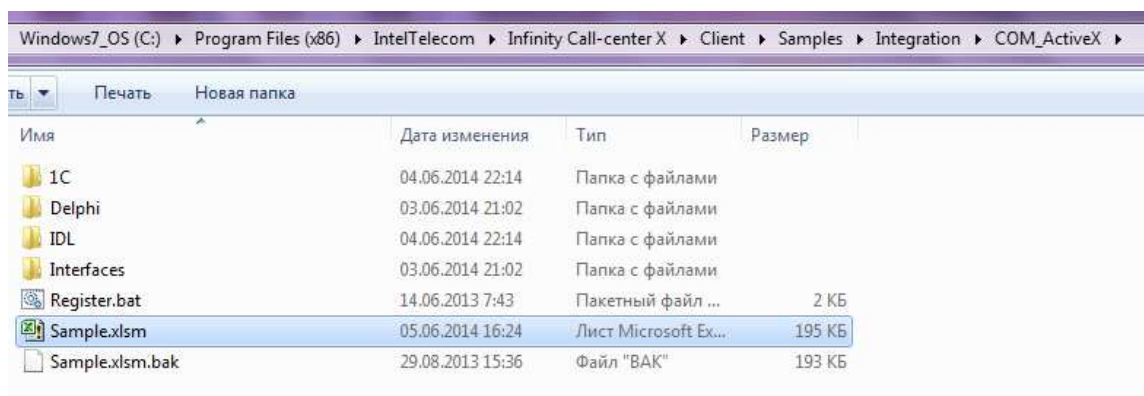 Windows7_OS (C:) ▸ Program Files (x86) ▸ IntelTelecom ▸ Infinity Call-center X ▸ Client ▸ Samples ▸ Integration ▸ COM_ActiveX ▸
ть Печать Новая папка
Имя Дата изменения Тип Размер
1C 04.06.2014 22:14 Папка с файлами
Delphi 03.06.2014 21:02 Папка с файлами
IDL 04.06.2014 22:14 Папка с файлами
Interfaces 03.06.2014 21:02 Папка с файлами
Register.bat 14.06.2013 7:43 Пакетный файл ... 2 КБ
Sample.xlsm 05.06.2014 16:24 Лист Microsoft Ex... 195 КБ
Sample.xlsm.bak 29.08.2013 15:36 Файл "BAK" 193 КБ